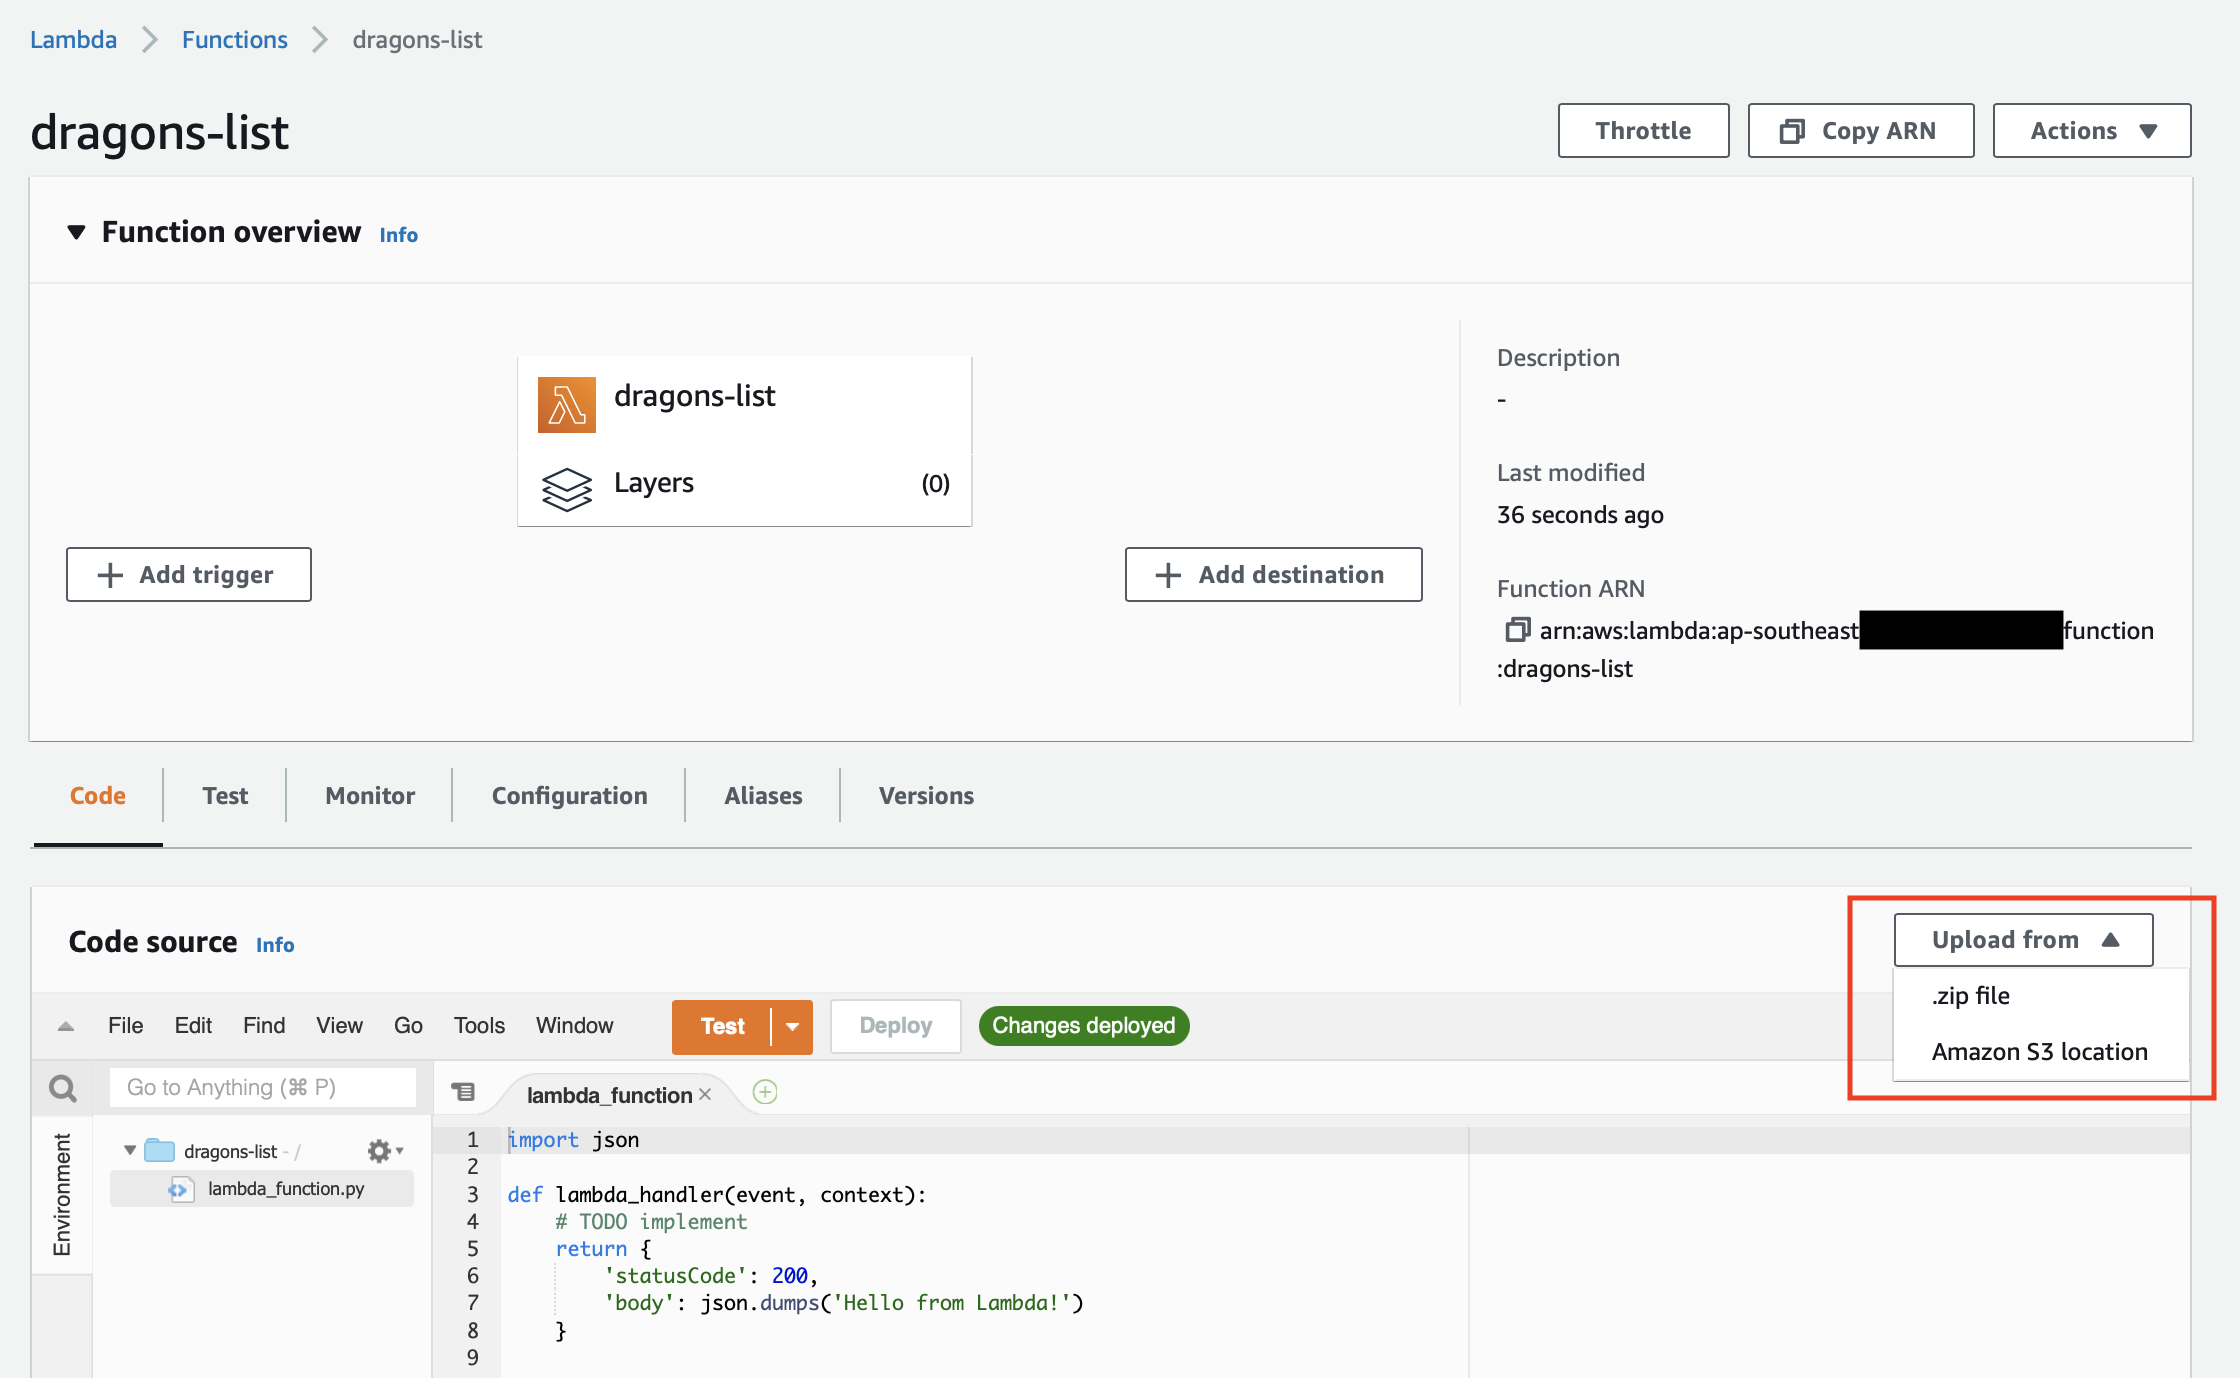 Lambda > Functions > dragons-list
dragons-list
Throttle
Copy ARN
Actions
Function overview Info
dragons-list
Layers (0)
+ Add trigger
+ Add destination
Description
-
Last modified
36 seconds ago
Function ARN
arn:aws:lambda:ap-southeast function
:dragons-list
Code Test Monitor Configuration Aliases Versions
Code source Info
Upload from
.zip file
Amazon S3 location
File Edit Find View Go Tools Window Test Deploy Changes deployed
Go to Anything (⌘ P)
Environment
dragons-list - /
lambda_function.py
lambda_function ×
1 import json
2
3 def lambda_handler(event, context):
4     # TODO implement
5     return {
6         'statusCode': 200,
7         'body': json.dumps('Hello from Lambda!')
8     }
9